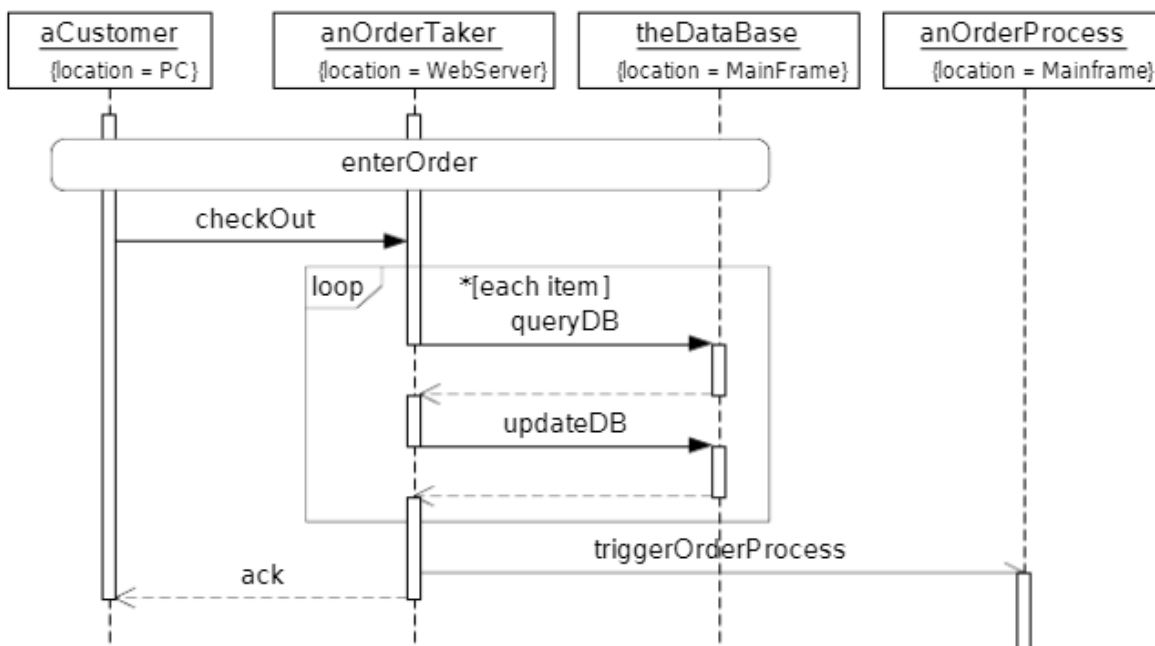 aCustomer
{location = PC}
anOrderTaker
{location = WebServer}
theDataBase
{location = MainFrame}
anOrderProcess
{location = Mainframe}
enterOrder
checkOut
loop
*[each item]
queryDB
updateDB
triggerOrderProcess
ack